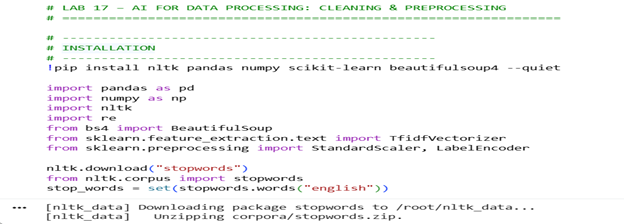 # LAB 17 – AI FOR DATA PROCESSING: CLEANING & PREPROCESSING
# ============================================================
# ---------------------------------------------
# INSTALLATION
# ---------------------------------------------
!pip install nltk pandas numpy scikit-learn beautifulsoup4 --quiet
import pandas as pd
import numpy as np
import nltk
import re
from bs4 import BeautifulSoup
from sklearn.feature_extraction.text import TfidfVectorizer
from sklearn.preprocessing import StandardScaler, LabelEncoder
nltk.download("stopwords")
from nltk.corpus import stopwords
stop_words = set(stopwords.words("english"))
... [nltk_data] Downloading package stopwords to /root/nltk_data...
[nltk_data]   Unzipping corpora/stopwords.zip.